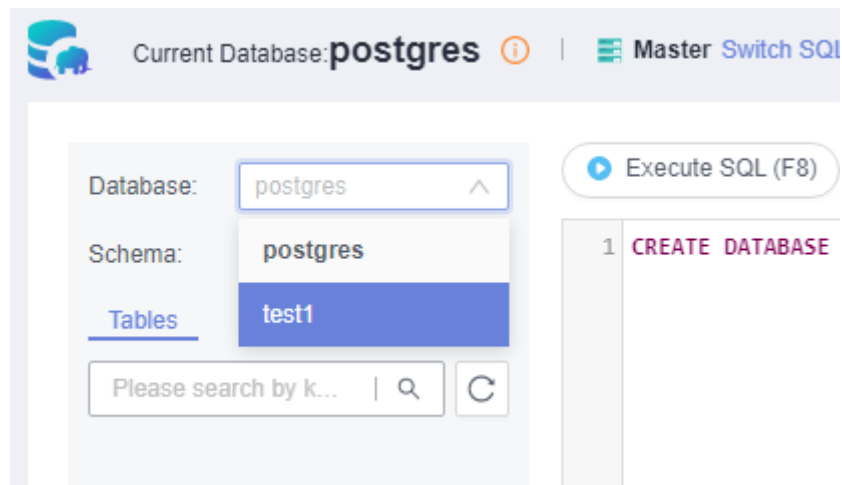 Current Database:postgres | Master Switch SQL
Database: postgres
Execute SQL (F8)
Schema: postgres
1 CREATE DATABASE
Tables
test1
Please search by k... |